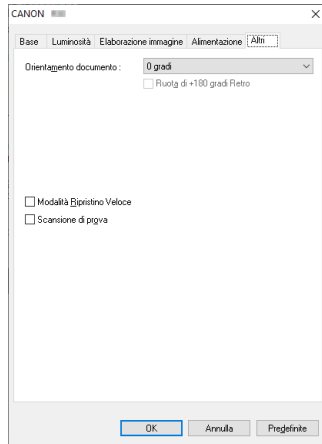 CANON
Base Luminosità Elaborazione immagine Alimentazione Altri
Orientamento documento : 0 gradi
Ruota di +180 gradi Retro
Modalità Ripristino Veloce
Scansione di prova
OK Annulla Predefinite